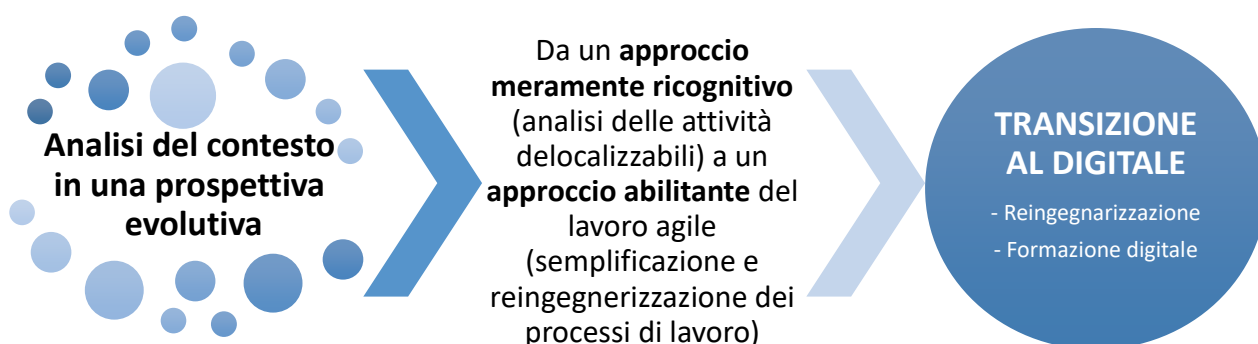 Analisi del contesto
in una prospettiva
evolutiva
Da un approccio
meramente ricognitivo
(analisi delle attività
delocalizzabili) a un
approccio abilitante del
lavoro agile
(semplificazione e
reingegnerizzazione dei
processi di lavoro)
TRANSIZIONE
AL DIGITALE
- Reingegnarizzazione
- Formazione digitale